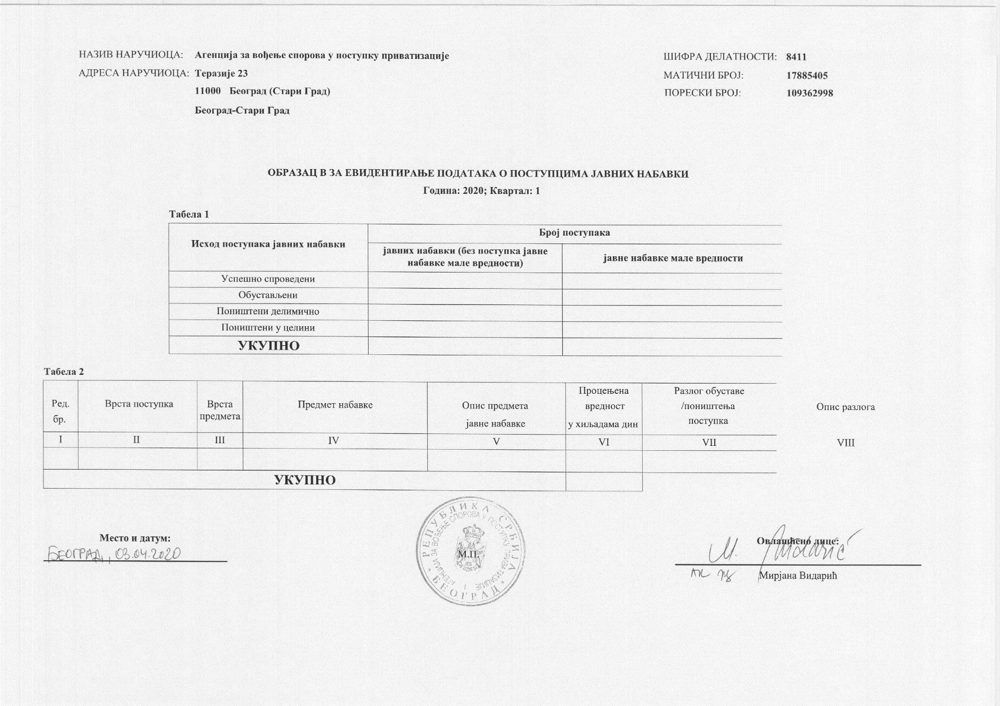 НАЗИВ НАРУЧИОЦА: Агенција за вођење спорова у поступку приватизације
АДРЕСА НАРУЧИОЦА: Теразије 23
11000 Београд (Стари Град)
Београд-Стари Град
ШИФРА ДЕЛАТНОСТИ: 8411
МАТИЧНИ БРОЈ: 17885405
ПОРЕСКИ БРОЈ: 109362998
ОБРАЗАЦ В ЗА ЕВИДЕНТИРАЊЕ ПОДАТАКА О ПОСТУПЦИМА ЈАВНИХ НАБАВКИ
Година: 2020; Квартал: 1
Табела 1
Исход поступака јавних набавки
Број поступака
јавних набавки (без поступка јавне
набавке мале вредности)
јавне набавке мале вредности
Успешно спроведени
Обустављени
Поништени делимично
Поништени у целини
УКУПНО
Табела 2
Ред.
бр.
Врста поступка
Врста
предмета
Предмет набавке
Опис предмета
јавне набавке
Процењена
вредност
у хиљадама дин
Разлог обуставе
/поништења
поступка
Опис разлога
I II III IV V VI VII VIII
УКУПНО
Место и датум:
БЕОГРАД, 03.04.2020
РЕПУБЛИКА СРБИЈА
АГЕНЦИЈА ЗА ВОЂЕЊЕ СПОРОВА У ПОСТУПКУ ПРИВАТИЗАЦИЈЕ
БЕОГРАД
I
М.П.
Овлашћено лице:
Мирјана Видарић